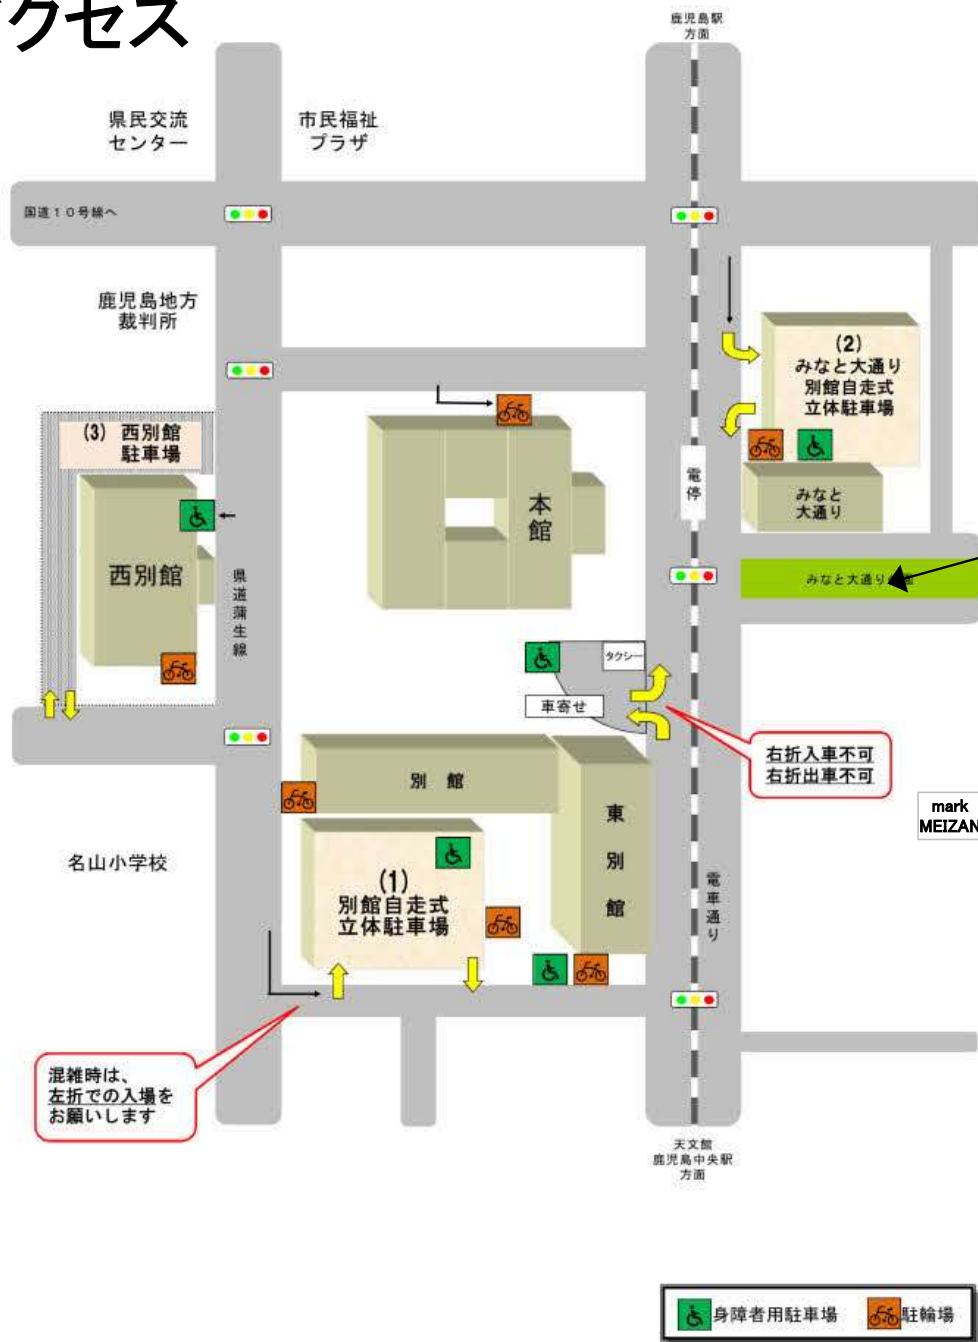 クセス
鹿児島駅
方面
県民交流
センター
市民福祉
プラザ
国道10号線へ
鹿児島地方
裁判所
(2)
みなと大通り
別館自走式
立体駐車場
(3) 西別館
駐車場
電停
みなと
大通り
本館
西別館
県道蒲生線
みなと大通り
タクシー
車寄せ
右折入車不可
右折出車不可
別館
東別館
mark
MEIZAN
名山小学校
(1)
別館自走式
立体駐車場
電車通り
混雑時は、
左折での入場を
お願いします
天文館
鹿児島中央駅
方面
身障者用駐車場
駐輪場